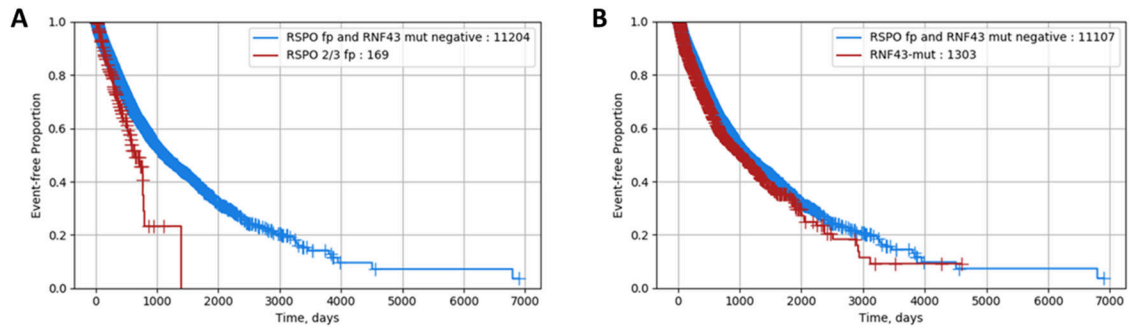 A
RSPO fp and RNF43 mut negative : 11204
RSPO 2/3 fp : 169
Event-free Proportion
1.0
0.8
0.6
0.4
0.2
0.0
0 1000 2000 3000 4000 5000 6000 7000
Time, days
B
RSPO fp and RNF43 mut negative : 11107
RNF43-mut : 1303
Event-free Proportion
1.0
0.8
0.6
0.4
0.2
0.0
0 1000 2000 3000 4000 5000 6000 7000
Time, days